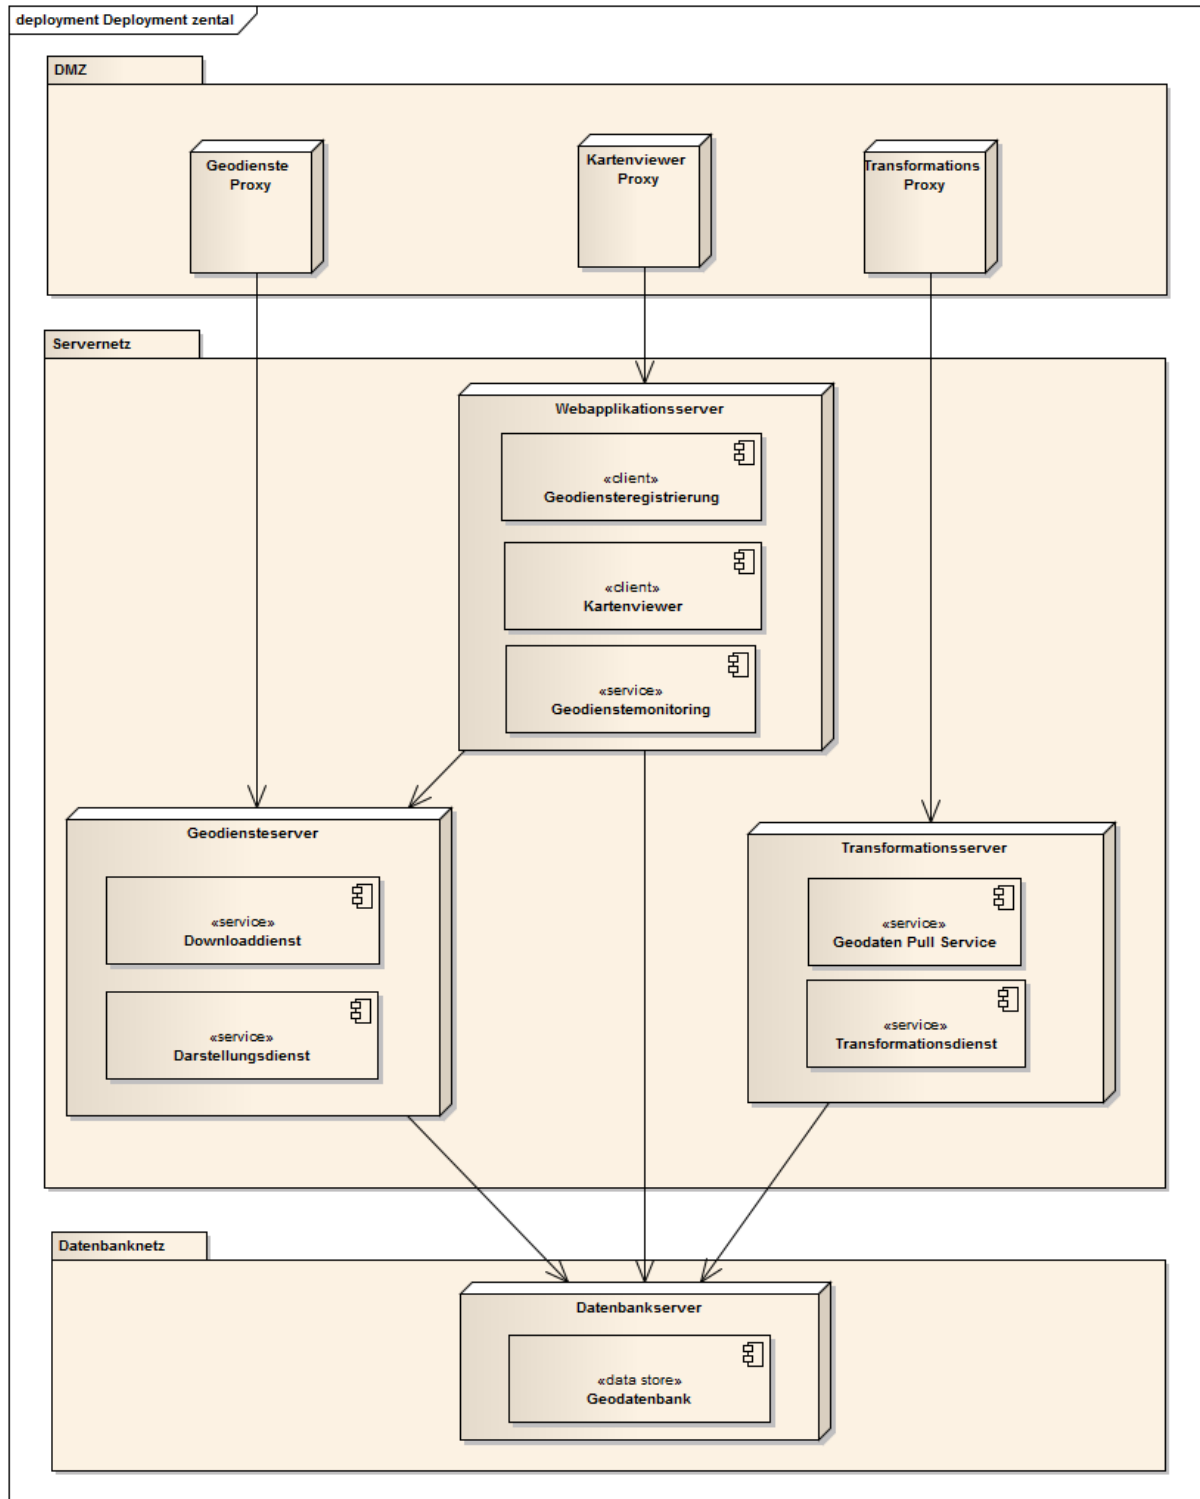 deployment Deployment zental
DMZ
Geodienste
Proxy
Kartenviewer
Proxy
Transformations
Proxy
Servernetz
Webapplikationsserver
«client»
Geodiensteregistrierung
«client»
Kartenviewer
«service»
Geodienstemonitoring
Geodiensteserver
«service»
Downloaddienst
«service»
Darstellungsdienst
Transformationsserver
«service»
Geodaten Pull Service
«service»
Transformationsdienst
Datenbanknetz
Datenbankserver
«data store»
Geodatenbank